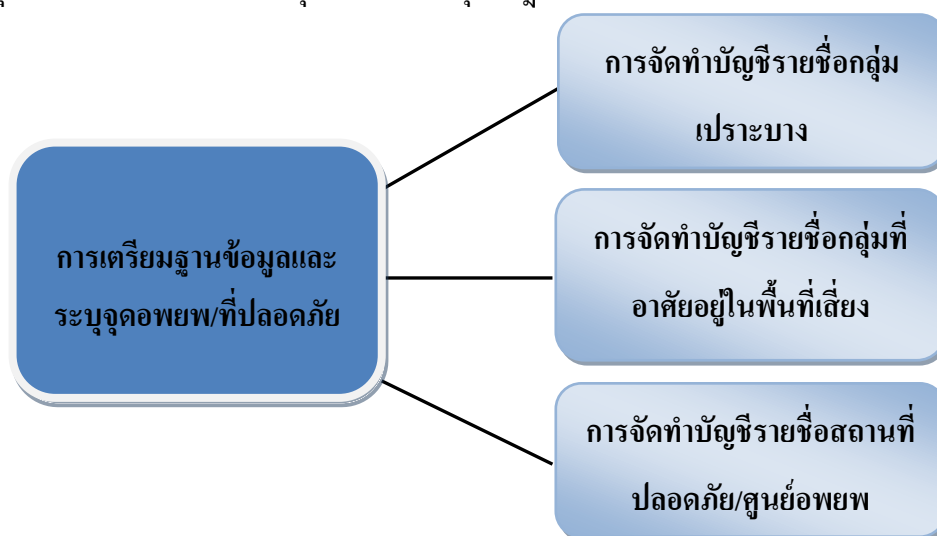 การเตรียมฐานข้อมูลและ
ระบุจุดอพยพ/ที่ปลอดภัย
การจัดทำบัญชีรายชื่อกลุ่ม
เปราะบาง
การจัดทำบัญชีรายชื่อกลุ่มที่
อาศัยอยู่ในพื้นที่เสี่ยง
การจัดทำบัญชีรายชื่อสถานที่
ปลอดภัย/ศูนย์อพยพ